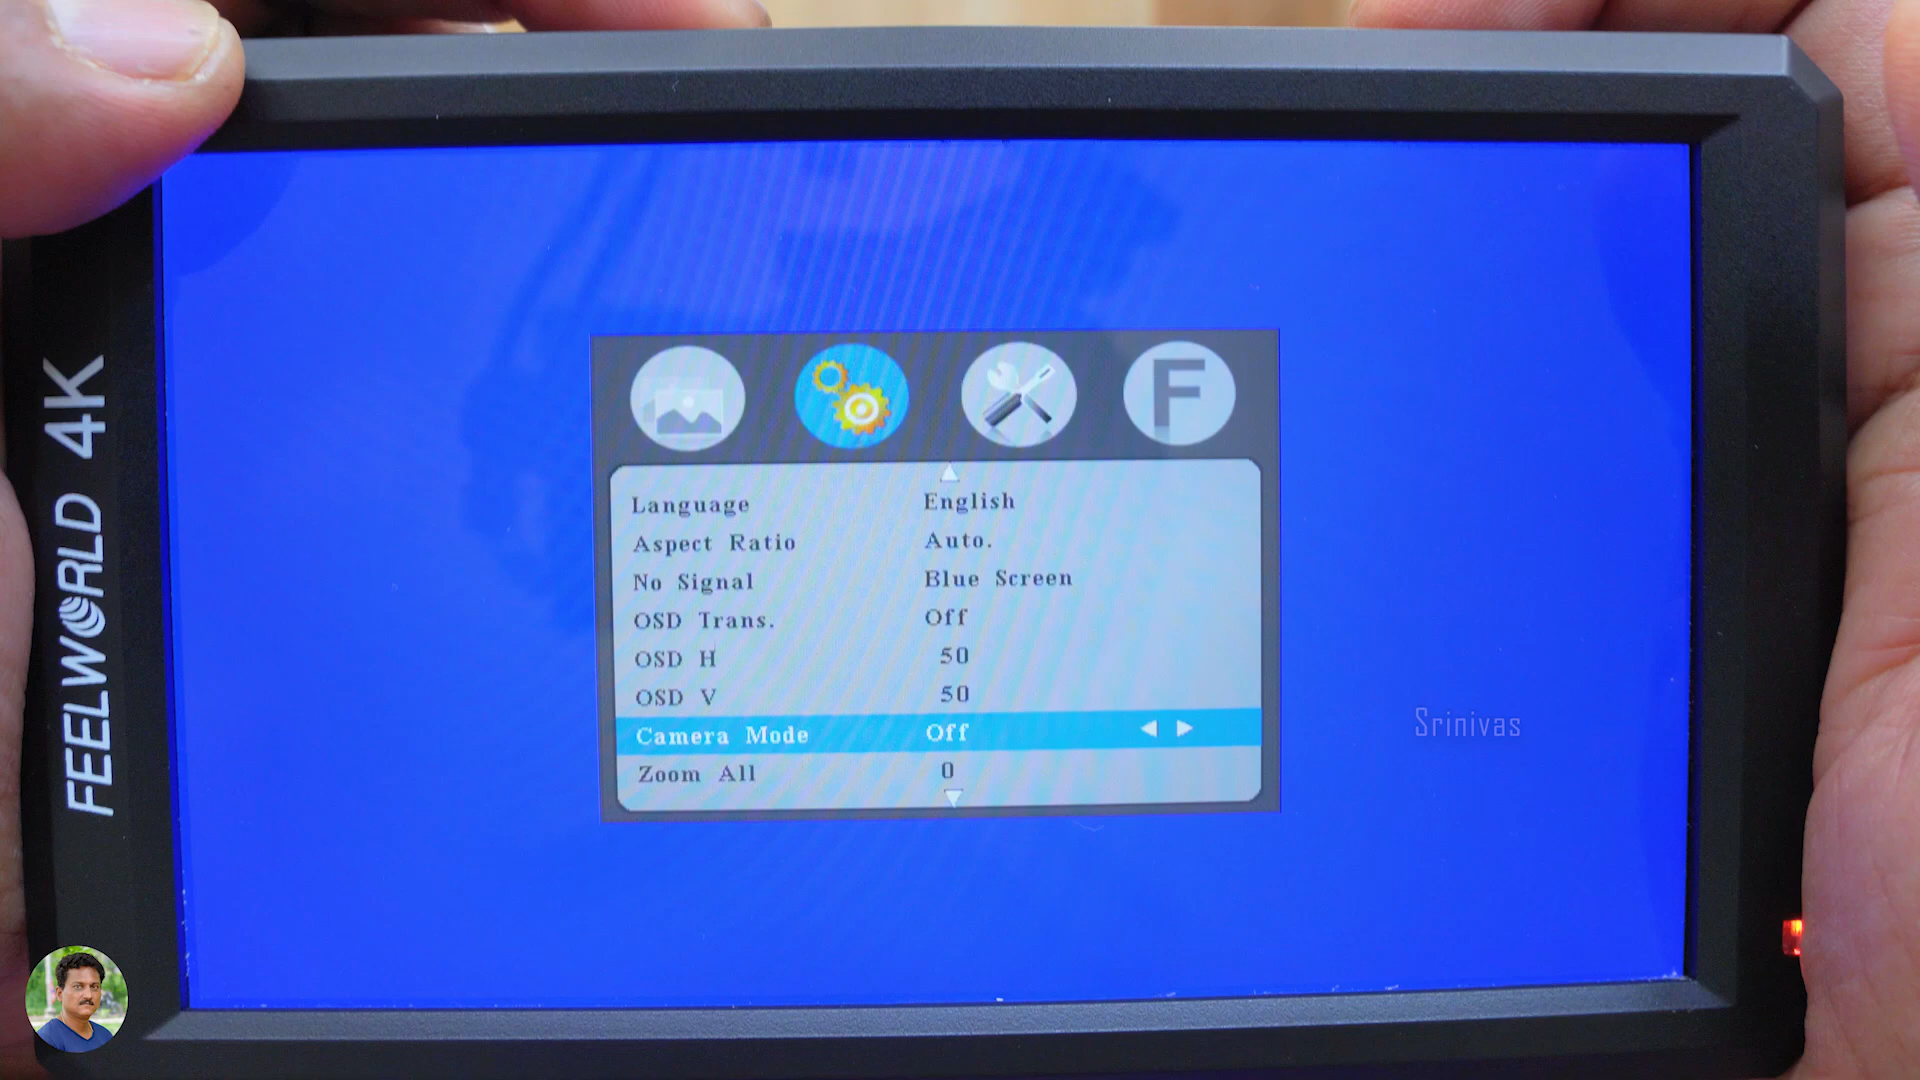 FEELWORLD 4K
F
Language English
Aspect Ratio Auto.
No Signal Blue Screen
OSD Trans. Off
OSD H 50
OSD V 50
Camera Mode Off
Zoom All 0
Srinivas